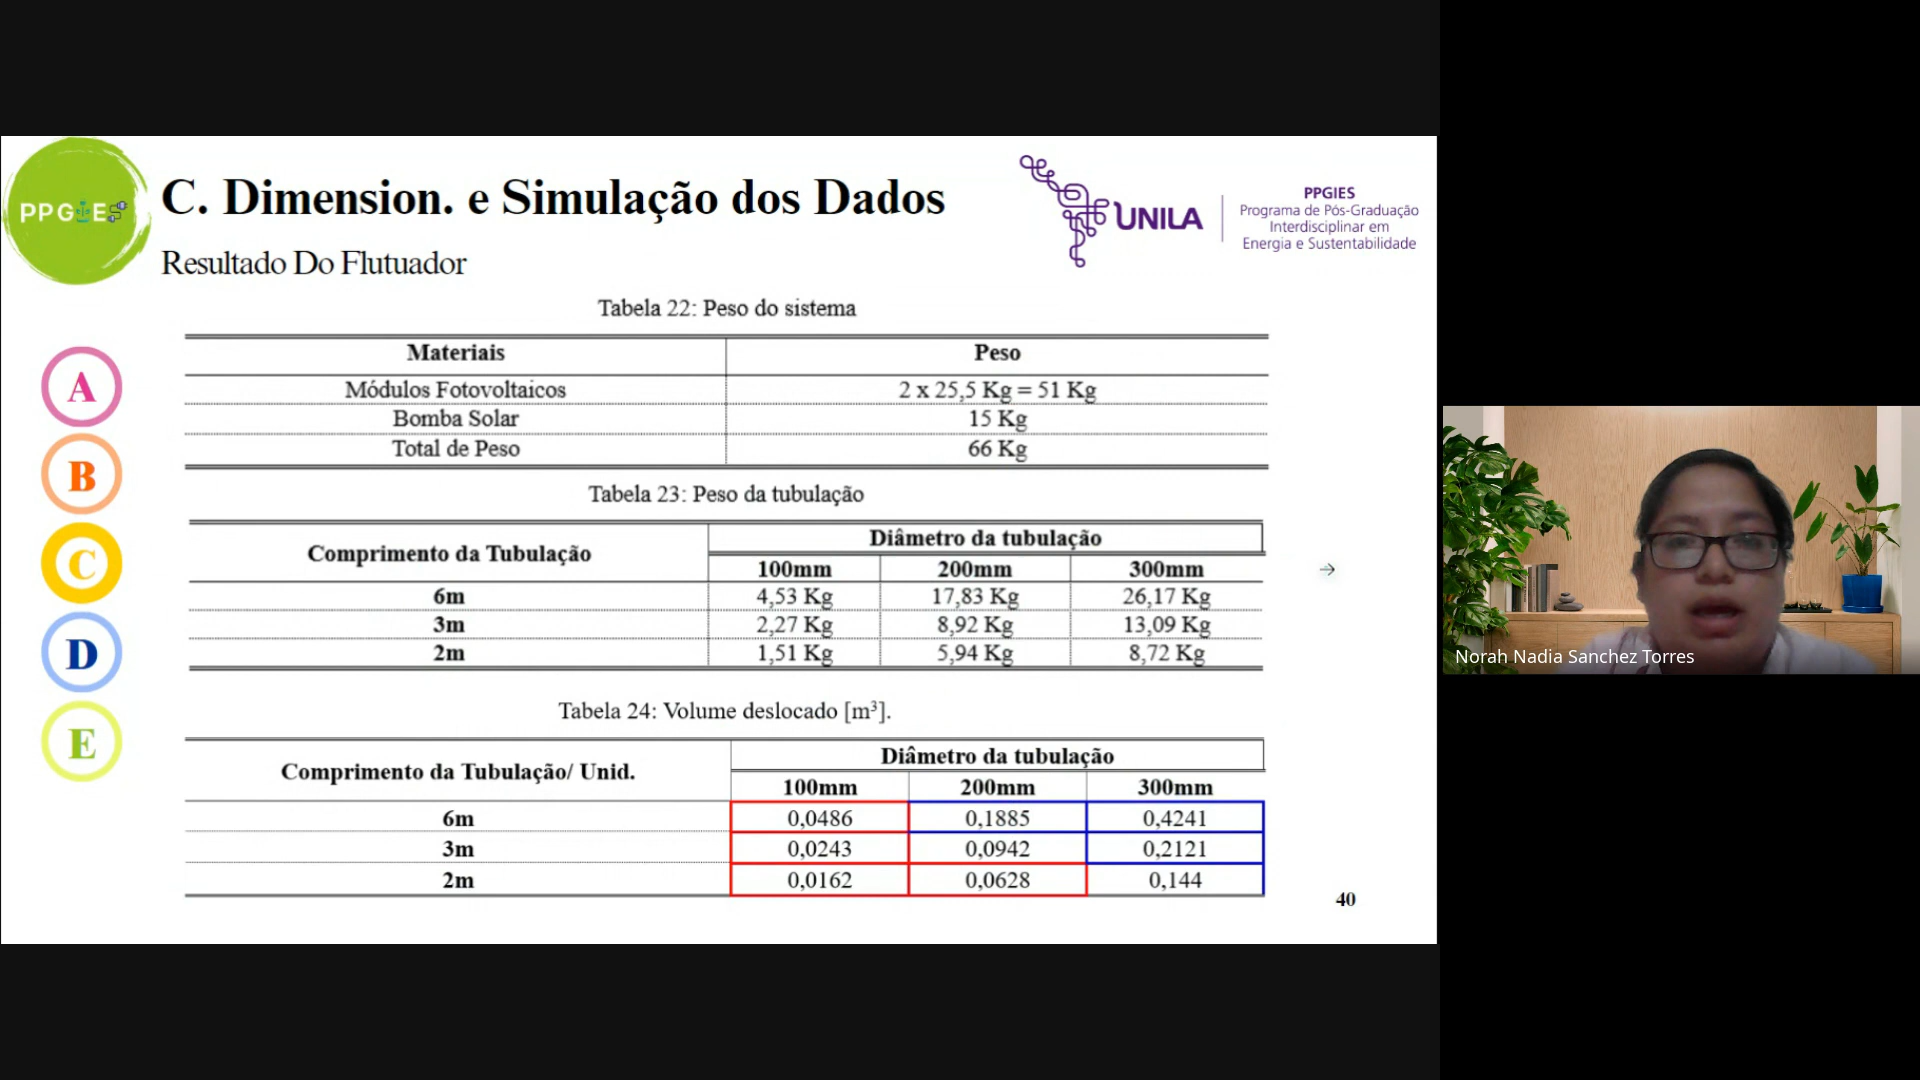 PPGIES
C. Dimension. e Simulação dos Dados
Resultado Do Flutuador
UNILA
PPGIES
Programa de Pós-Graduação
Interdisciplinar em
Energia e Sustentabilidade
A
B
C
D
E
Tabela 22: Peso do sistema
Materiais Peso
Módulos Fotovoltaicos 2 x 25,5 Kg = 51 Kg
Bomba Solar 15 Kg
Total de Peso 66 Kg
Tabela 23: Peso da tubulação
Comprimento da Tubulação Diâmetro da tubulação
100mm 200mm 300mm
6m 4,53 Kg 17,83 Kg 26,17 Kg
3m 2,27 Kg 8,92 Kg 13,09 Kg
2m 1,51 Kg 5,94 Kg 8,72 Kg
Tabela 24: Volume deslocado [m³].
Comprimento da Tubulação/ Unid. Diâmetro da tubulação
100mm 200mm 300mm
6m 0,0486 0,1885 0,4241
3m 0,0243 0,0942 0,2121
2m 0,0162 0,0628 0,144
40
Norah Nadia Sanchez Torres